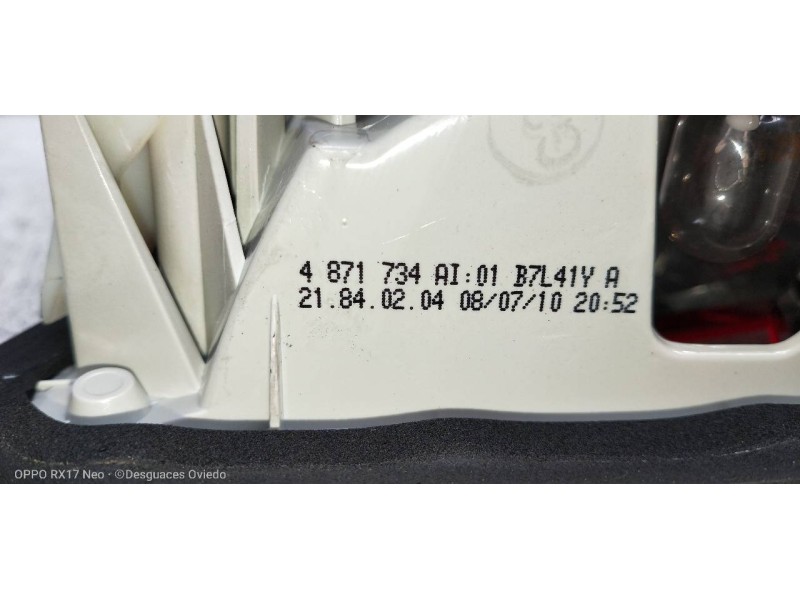 4 871 734 AI:01 B7L41Y A
21.84.02.04 08/07/10 20:52
OPPO RX17 Neo · ©Desguaces Oviedo